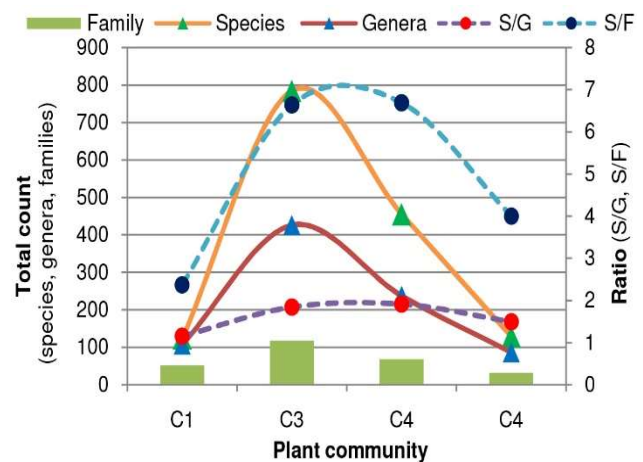 Family Species Genera S/G S/F
900 8
800 7
700 6
600 5
500 4
400 3
300 2
200 1
100 0
0
Total count
(species, genera, families)
Ratio (S/G, S/F)
C1 C3 C4 C4
Plant community